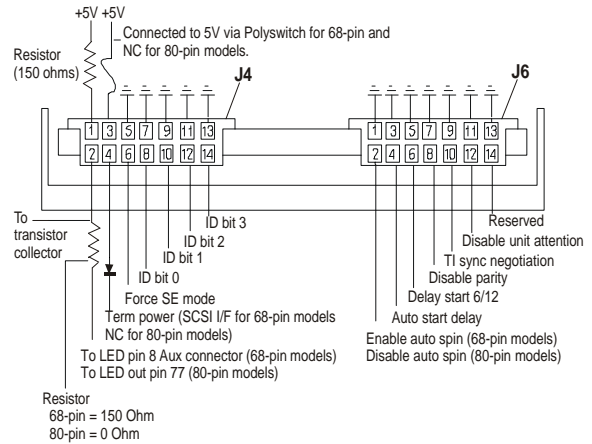 +5V +5V
Connected to 5V via Polyswitch for 68-pin and
NC for 80-pin models.
Resistor
(150 ohms)
J4
J6
1 3 5 7 9 11 13
2 4 6 8 10 12 14
1 3 5 7 9 11 13
2 4 6 8 10 12 14
To
transistor
collector
ID bit 3
ID bit 2
ID bit 1
ID bit 0
Force SE mode
Term power (SCSI I/F for 68-pin models
NC for 80-pin models)
To LED pin 8 Aux connector (68-pin models)
To LED out pin 77 (80-pin models)
Resistor
68-pin = 150 Ohm
80-pin = 0 Ohm
Reserved
Disable unit attention
TI sync negotiation
Disable parity
Delay start 6/12
Auto start delay
Enable auto spin (68-pin models)
Disable auto spin (80-pin models)